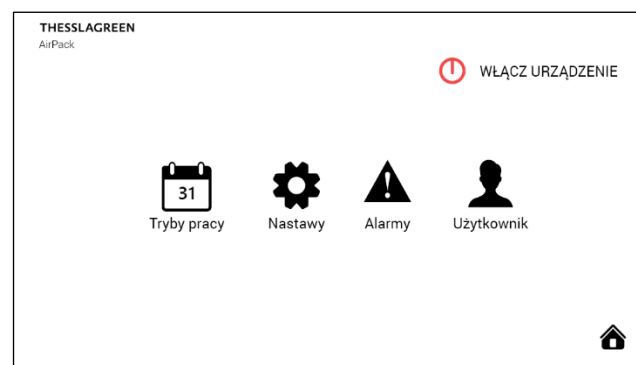 THESSLAGREEN
AirPack
WŁĄCZ URZĄDZENIE
31
Tryby pracy
Nastawy
Alarmy
Użytkownik